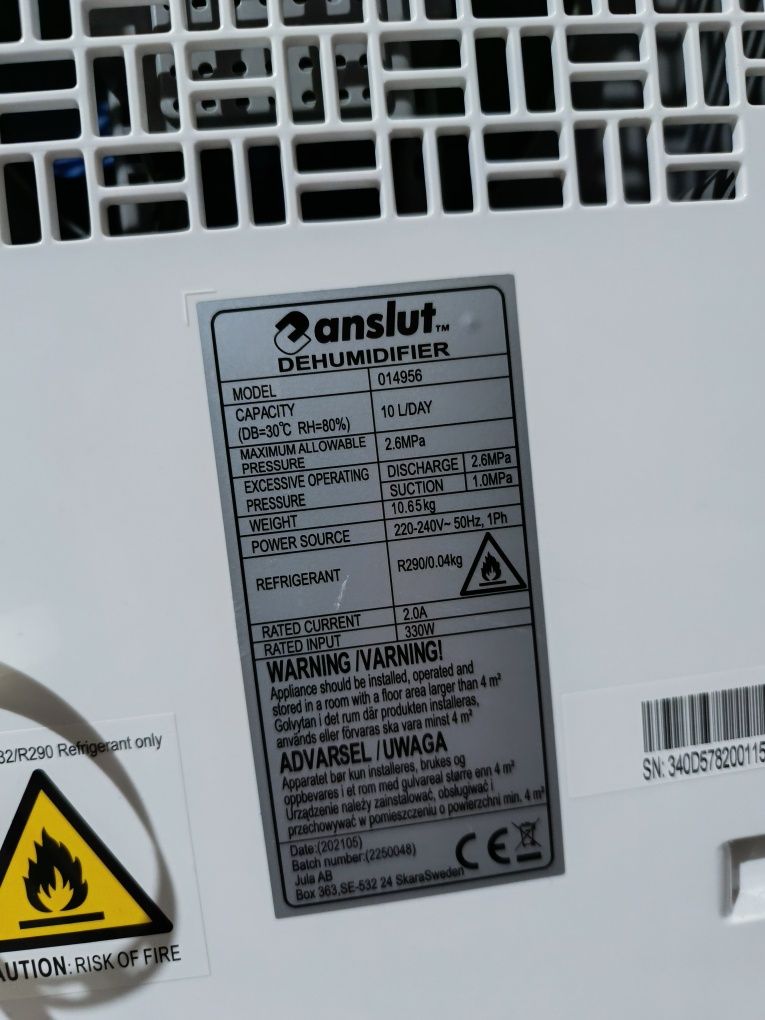 anslut™
DEHUMIDIFIER
MODEL 014956
CAPACITY
(DB=30℃ RH=80%) 10 L/DAY
MAXIMUM ALLOWABLE
PRESSURE 2.6MPa
EXCESSIVE OPERATING
PRESSURE DISCHARGE 2.6MPa
SUCTION 1.0MPa
WEIGHT 10.65kg
POWER SOURCE 220-240V~ 50Hz, 1Ph
REFRIGERANT R290/0.04kg
RATED CURRENT 2.0A
RATED INPUT 330W
WARNING /VARNING!
Appliance should be installed, operated and
stored in a room with a floor area larger than 4 m²
Golvytan i det rum där produkten installeras,
används eller förvaras ska vara minst 4 m²
ADVARSEL /UWAGA
Apparatet bør kun installeres, brukes og
oppbevares i et rom med gulvareal større enn 4 m²
Urządzenie należy zainstalować, obsługiwać i
przechowywać w pomieszczeniu o powierzchni min. 4 m²
Date:(202105)
Batch number:(2250048)
Jula AB
Box 363,SE-532 24 SkaraSweden
CE
32/R290 Refrigerant only
AUTION: RISK OF FIRE
SN: 340D578200115